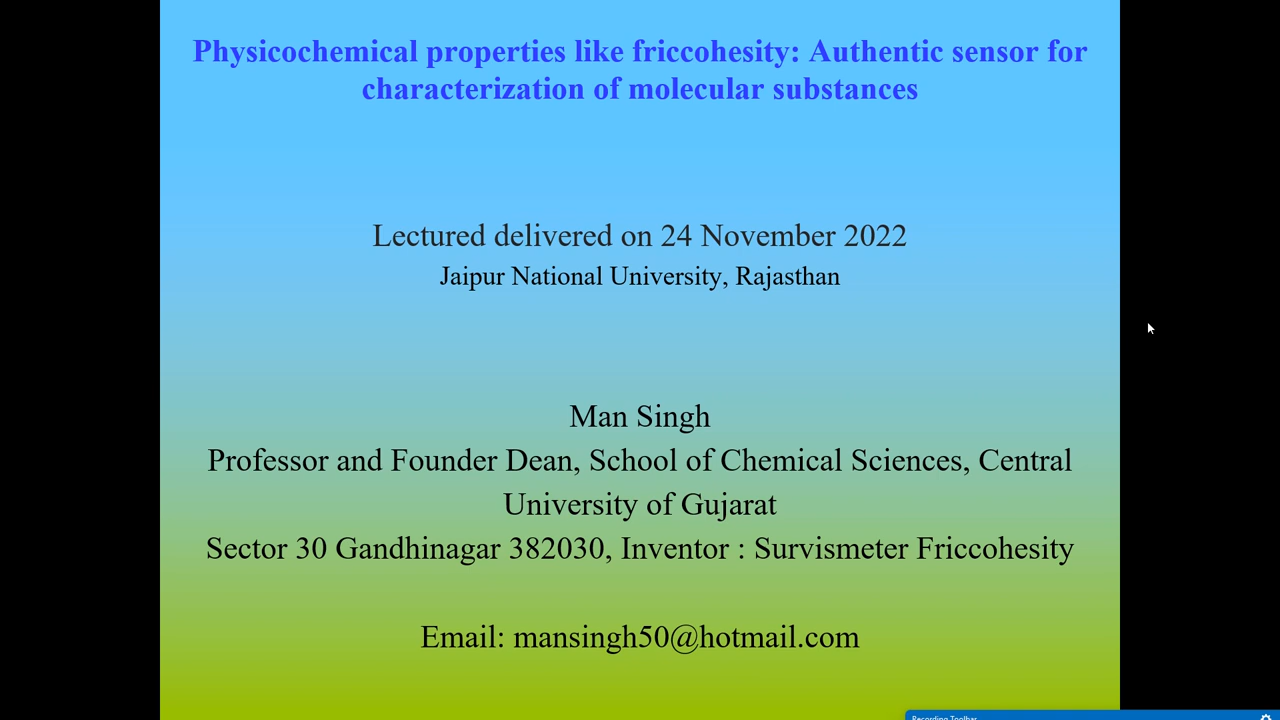 Physicochemical properties like friccohesity: Authentic sensor for
characterization of molecular substances
Lectured delivered on 24 November 2022
Jaipur National University, Rajasthan
Man Singh
Professor and Founder Dean, School of Chemical Sciences, Central
University of Gujarat
Sector 30 Gandhinagar 382030, Inventor : Survismeter Friccohesity
Email: mansingh50@hotmail.com
Recording Toolbar